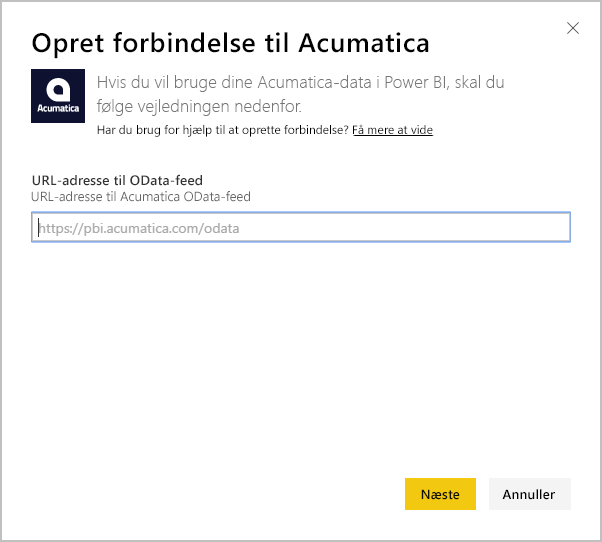 Opret forbindelse til Acumatica
Acumatica
Hvis du vil bruge dine Acumatica-data i Power BI, skal du
følge vejledningen nedenfor.
Har du brug for hjælp til at oprette forbindelse? Få mere at vide
URL-adresse til OData-feed
URL-adresse til Acumatica OData-feed
https://pbi.acumatica.com/odata
Næste
Annuller